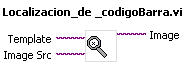 Localizacion_de _codigoBarra.vi
Template
Image
Image Src